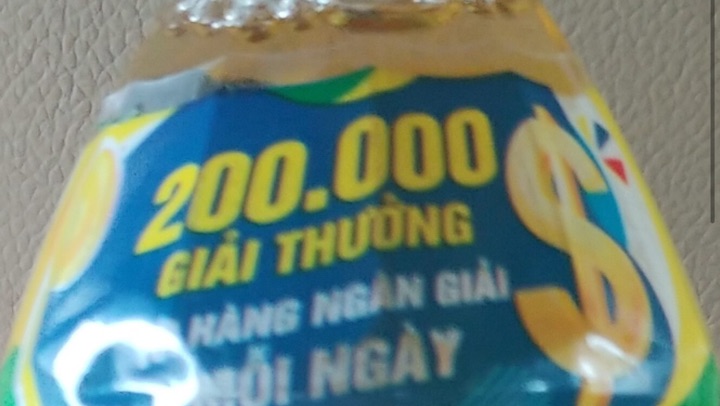 200.000
GIẢI THƯỞNG
HÀNG NGÀN GIẢI
MỖI NGÀY